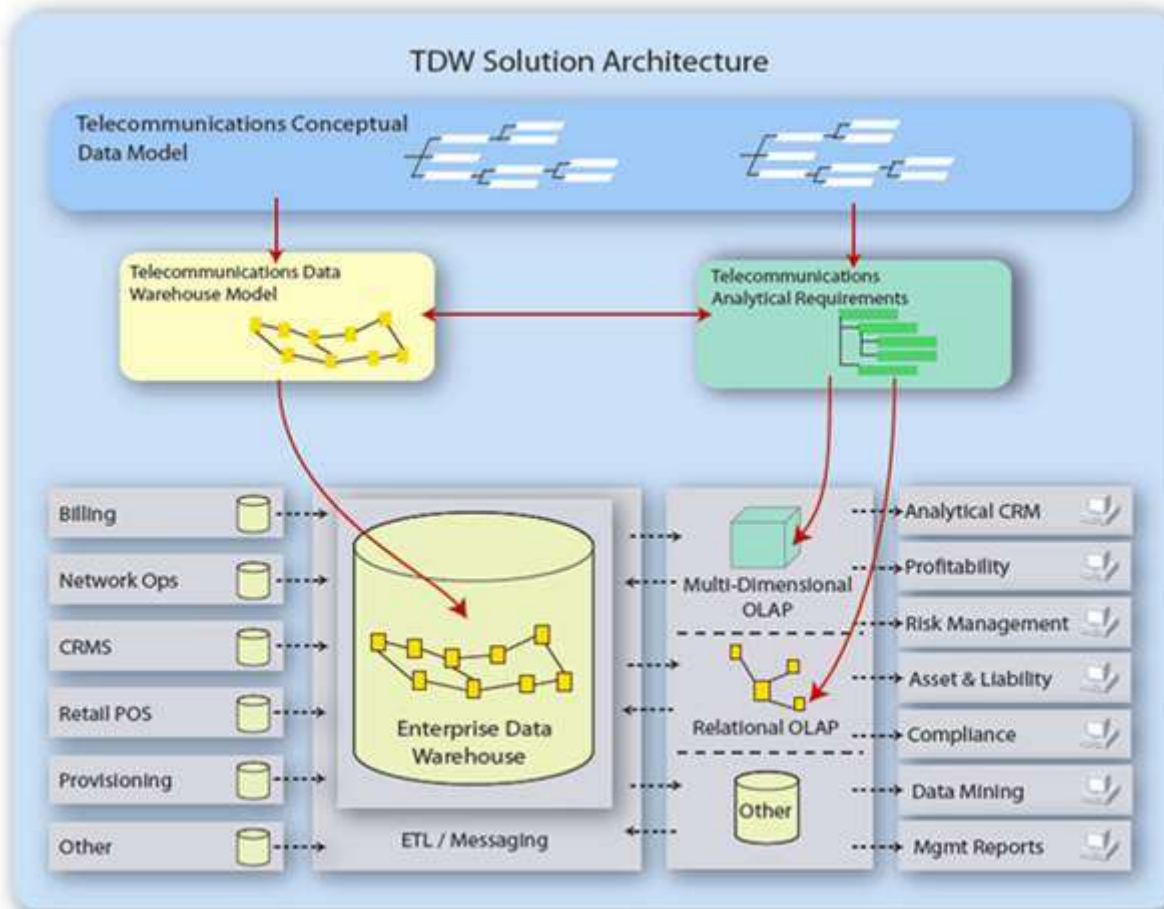 TDW Solution Architecture
Telecommunications Conceptual
Data Model
Telecommunications Data
Warehouse Model
Telecommunications
Analytical Requirements
Billing
Network Ops
CRMS
Retail POS
Provisioning
Other
Enterprise Data
Warehouse
ETL / Messaging
Multi-Dimensional
OLAP
Relational OLAP
Other
Analytical CRM
Profitability
Risk Management
Asset & Liability
Compliance
Data Mining
Mgmt Reports